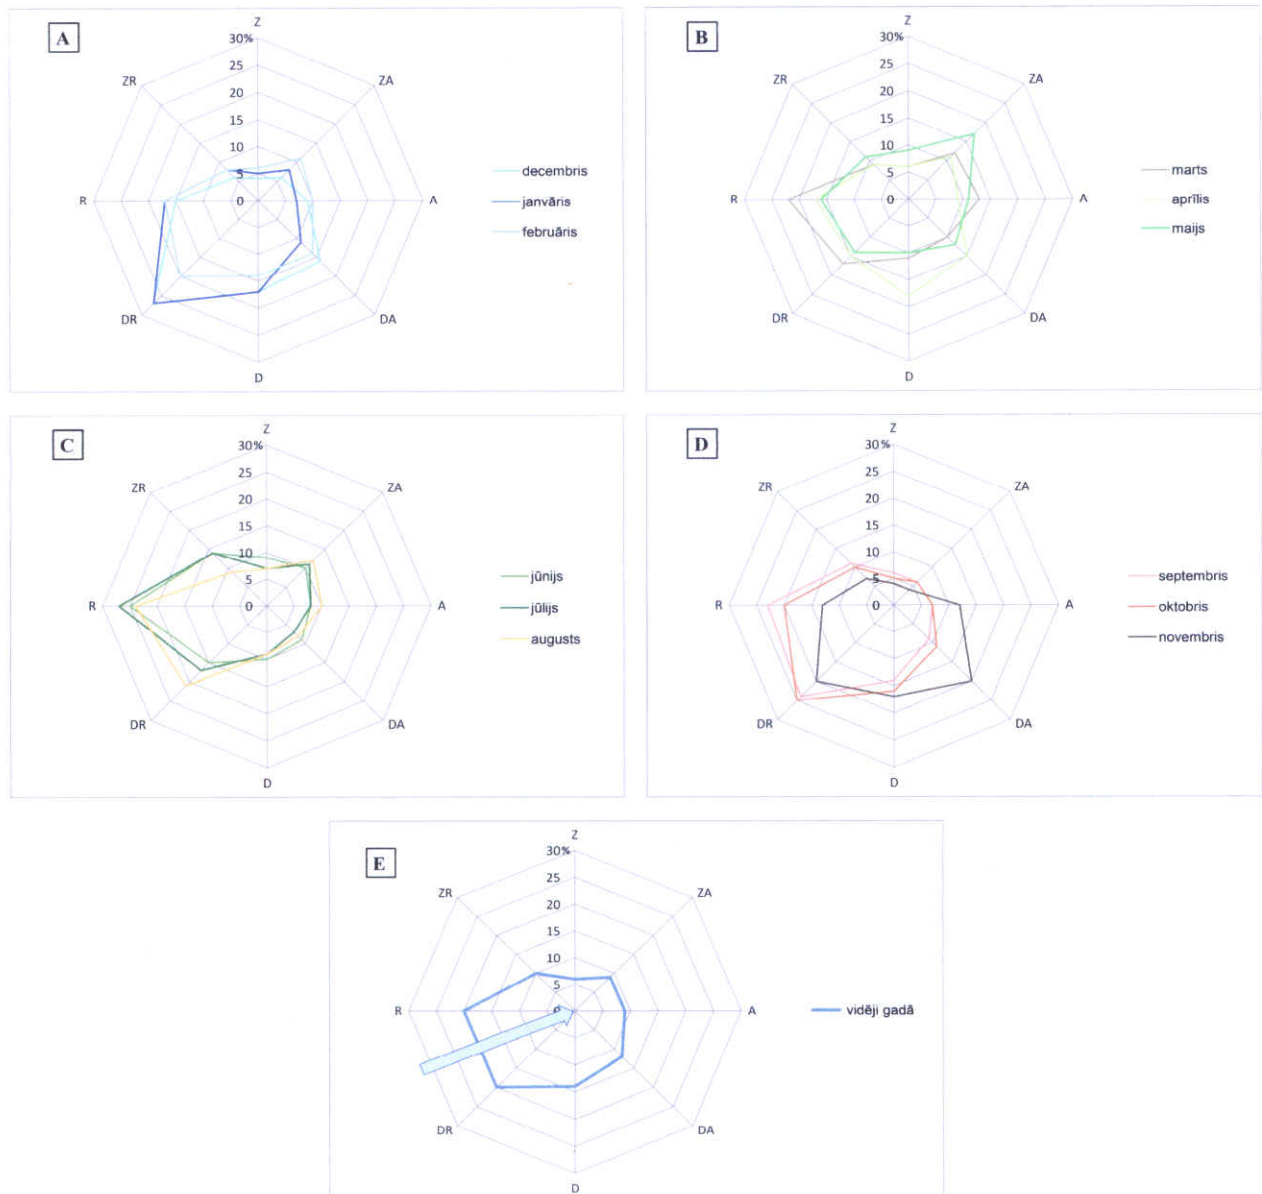 A
Z
30%
25
20
15
10
5
0
ZR
ZA
R
A
DR
DA
D
decembris
janvāris
februāris
B
Z
30%
25
20
15
10
5
0
ZR
ZA
R
A
DR
DA
D
marts
aprīlis
maijs
C
Z
30%
25
20
15
10
5
0
ZR
ZA
R
A
DR
DA
D
jūnijs
jūlijs
augusts
D
Z
30%
25
20
15
10
5
0
ZR
ZA
R
A
DR
DA
D
septembris
oktobris
novembris
E
Z
30%
25
20
15
10
5
0
ZR
ZA
R
A
DR
DA
D
vidēji gadā